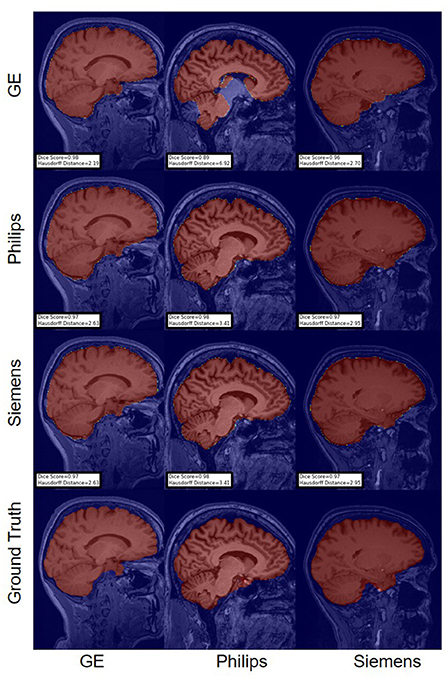 GE
Dice Score=0.98
Hausdorff Distance=2.19
Dice Score=0.89
Hausdorff Distance=6.92
Dice Score=0.96
Hausdorff Distance=2.70
Philips
Dice Score=0.97
Hausdorff Distance=2.63
Dice Score=0.98
Hausdorff Distance=3.41
Dice Score=0.97
Hausdorff Distance=2.95
Siemens
Dice Score=0.97
Hausdorff Distance=2.63
Dice Score=0.98
Hausdorff Distance=3.41
Dice Score=0.97
Hausdorff Distance=2.95
Ground Truth
GE
Philips
Siemens